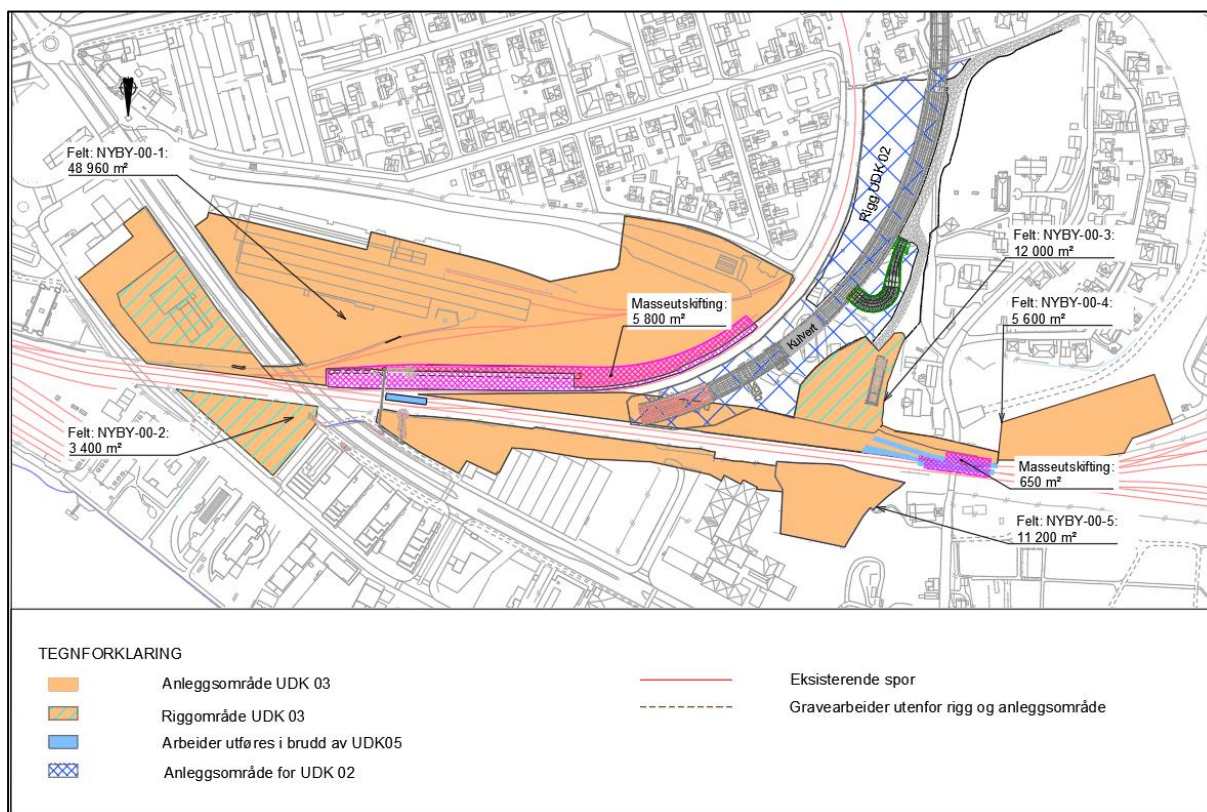 Felt: NYBY-00-1:
48 960 m²
Rigg UDK 02
Felt: NYBY-00-3:
12 000 m²
Felt: NYBY-00-4:
5 600 m²
Masseutskifting:
5 800 m²
Kulvert
Felt: NYBY-00-2:
3 400 m²
Masseutskifting:
650 m²
Felt: NYBY-00-5:
11 200 m²
TEGNFORKLARING
Anleggsområde UDK 03
Riggområde UDK 03
Arbeider utføres i brudd av UDK05
Anleggsområde for UDK 02
Eksisterende spor
Gravearbeider utenfor rigg og anleggsområde